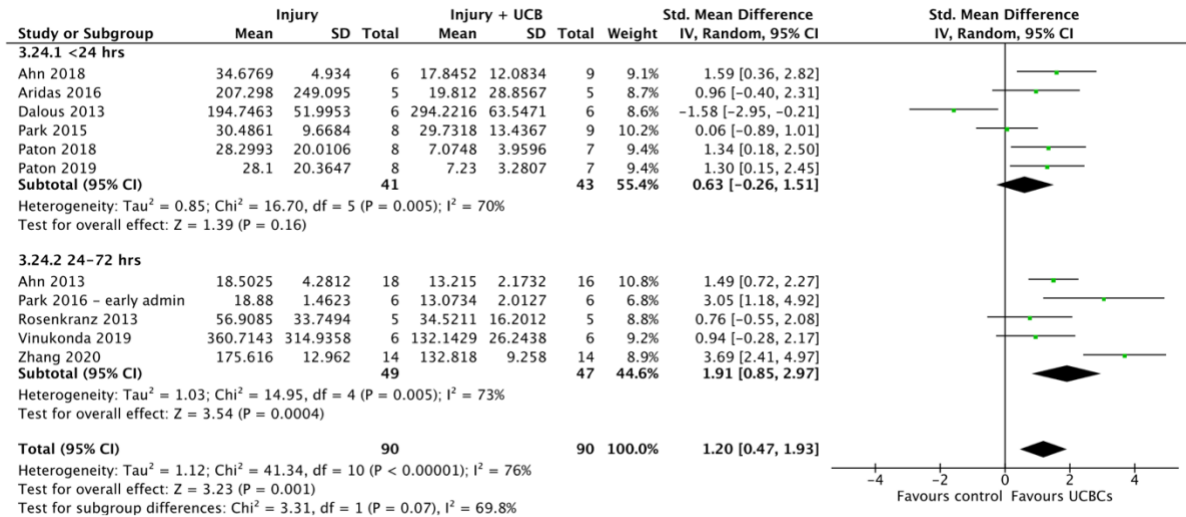 Injury Injury + UCB Std. Mean Difference Std. Mean Difference
Study or Subgroup Mean SD Total Mean SD Total Weight IV, Random, 95% CI IV, Random, 95% CI
3.24.1 <24 hrs
Ahn 2018 34.6769 4.934 6 17.8452 12.0834 9 9.1% 1.59 [0.36, 2.82]
Aridas 2016 207.298 249.095 5 19.812 28.8567 5 8.7% 0.96 [-0.40, 2.31]
Dalous 2013 194.7463 51.9953 6 294.2216 63.5471 6 8.6% -1.58 [-2.95, -0.21]
Park 2015 30.4861 9.6684 8 29.7318 13.4367 9 10.2% 0.06 [-0.89, 1.01]
Paton 2018 28.2993 20.0106 8 7.0748 3.9596 7 9.4% 1.34 [0.18, 2.50]
Paton 2019 28.1 20.3647 8 7.23 3.2807 7 9.4% 1.30 [0.15, 2.45]
Subtotal (95% CI) 41 43 55.4% 0.63 [-0.26, 1.51]
Heterogeneity: Tau² = 0.85; Chi² = 16.70, df = 5 (P = 0.005); I² = 70%
Test for overall effect: Z = 1.39 (P = 0.16)
3.24.2 24-72 hrs
Ahn 2013 18.5025 4.2812 18 13.215 2.1732 16 10.8% 1.49 [0.72, 2.27]
Park 2016 - early admin 18.88 1.4623 6 13.0734 2.0127 6 6.8% 3.05 [1.18, 4.92]
Rosenkranz 2013 56.9085 33.7494 5 34.5211 16.2012 5 8.8% 0.76 [-0.55, 2.08]
Vinukonda 2019 360.7143 314.9358 6 132.1429 26.2438 6 9.2% 0.94 [-0.28, 2.17]
Zhang 2020 175.616 12.962 14 132.818 9.258 14 8.9% 3.69 [2.41, 4.97]
Subtotal (95% CI) 49 47 44.6% 1.91 [0.85, 2.97]
Heterogeneity: Tau² = 1.03; Chi² = 14.95, df = 4 (P = 0.005); I² = 73%
Test for overall effect: Z = 3.54 (P = 0.0004)
Total (95% CI) 90 90 100.0% 1.20 [0.47, 1.93]
Heterogeneity: Tau² = 1.12; Chi² = 41.34, df = 10 (P < 0.00001); I² = 76%
Test for overall effect: Z = 3.23 (P = 0.001)
Test for subgroup differences: Chi² = 3.31, df = 1 (P = 0.07), I² = 69.8%
-4 -2 0 2 4
Favours control Favours UCBCs